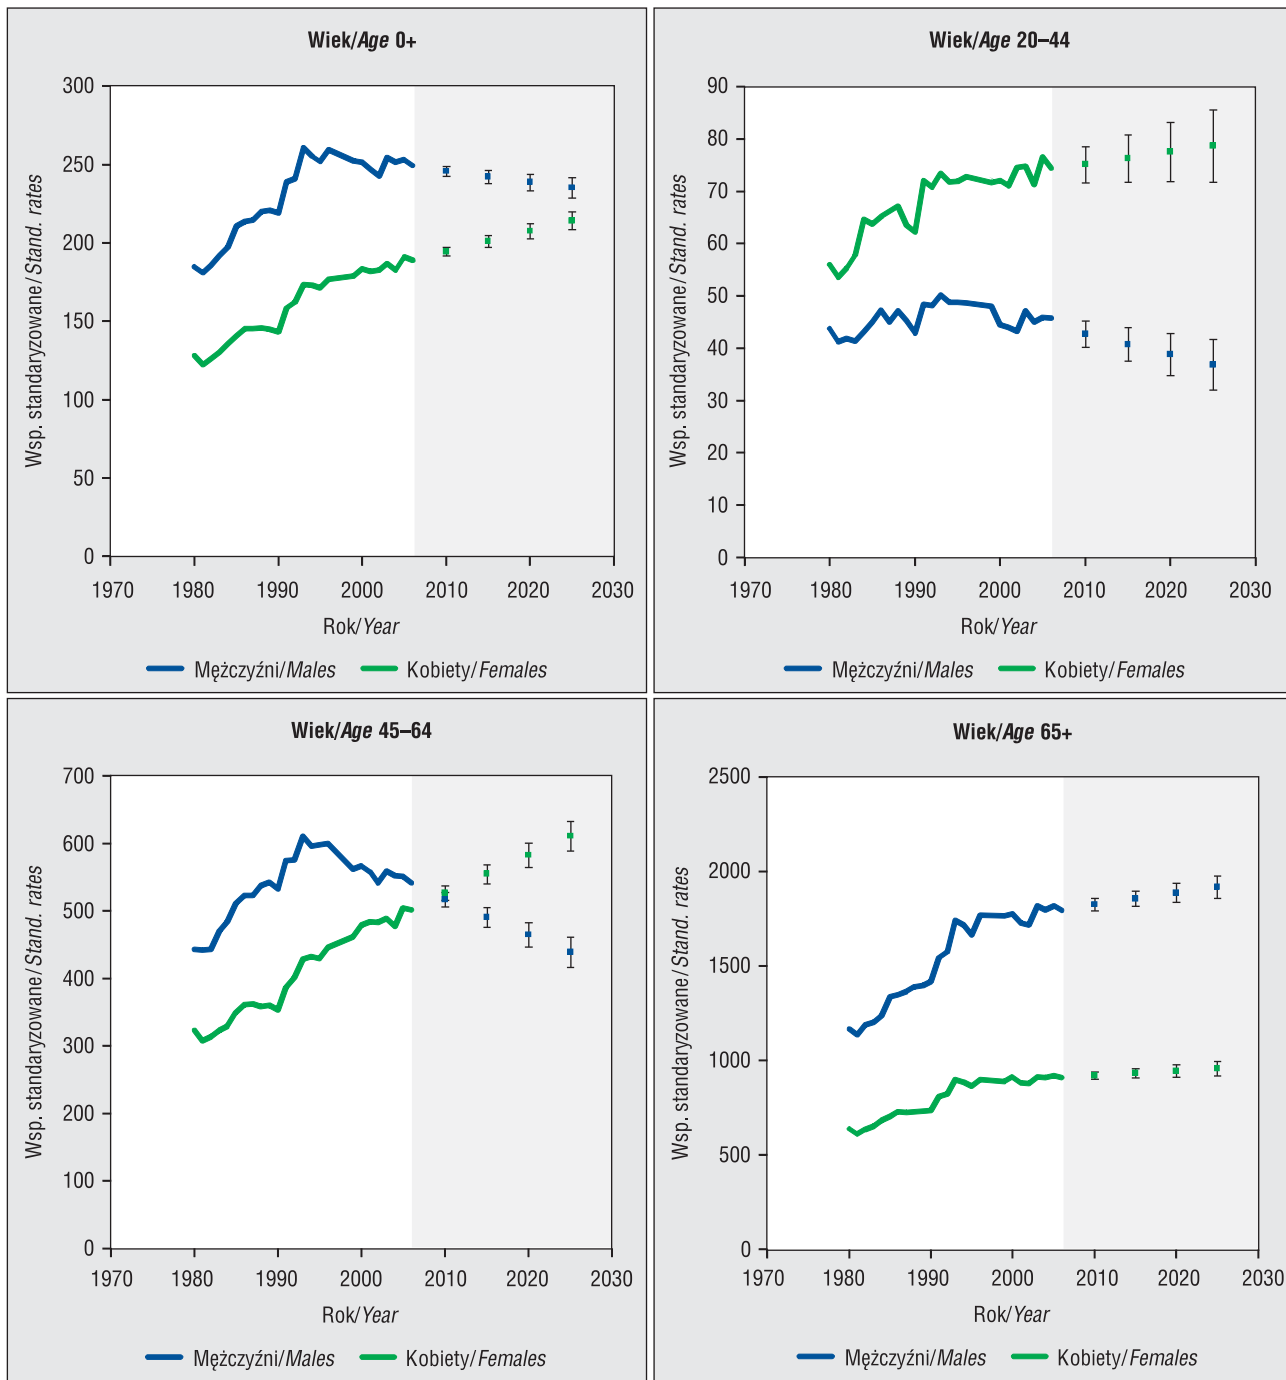 Wiek/Age 0+
Wsp. standaryzowane/Stand. rates
300
250
200
150
100
50
0
1970 1980 1990 2000 2010 2020 2030
Rok/Year
Mężczyźni/Males Kobiety/Females
Wiek/Age 20–44
Wsp. standaryzowane/Stand. rates
90
80
70
60
50
40
30
20
10
0
1970 1980 1990 2000 2010 2020 2030
Rok/Year
Mężczyźni/Males Kobiety/Females
Wiek/Age 45–64
Wsp. standaryzowane/Stand. rates
700
600
500
400
300
200
100
0
1970 1980 1990 2000 2010 2020 2030
Rok/Year
Mężczyźni/Males Kobiety/Females
Wiek/Age 65+
Wsp. standaryzowane/Stand. rates
2500
2000
1500
1000
500
0
1970 1980 1990 2000 2010 2020 2030
Rok/Year
Mężczyźni/Males Kobiety/Females